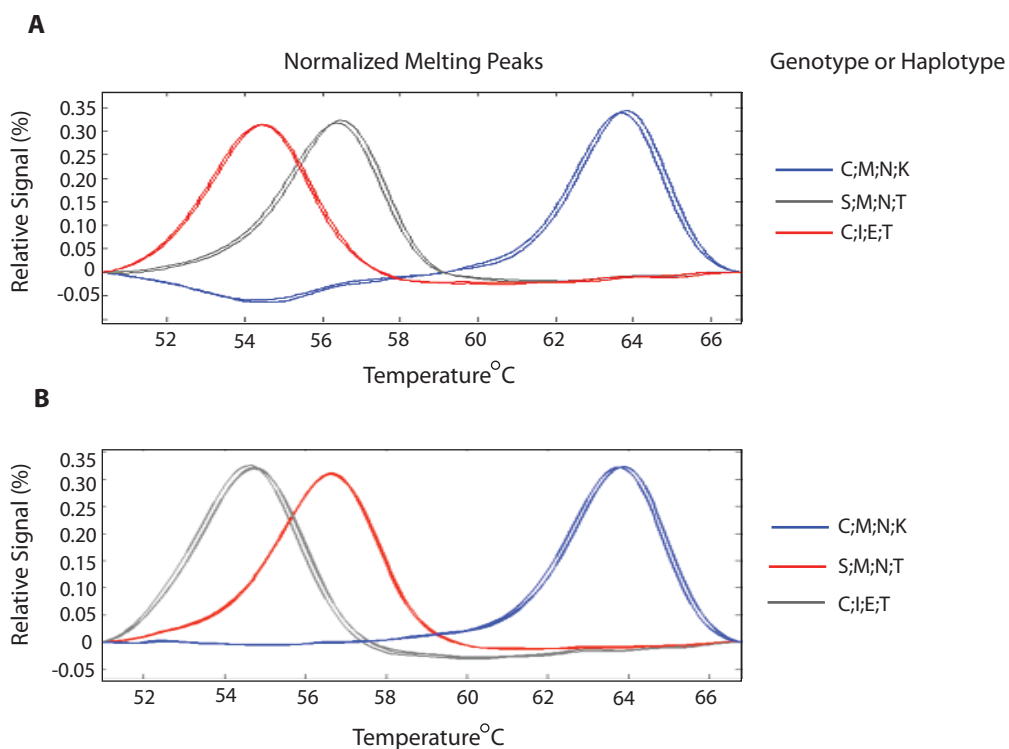 A
Normalized Melting Peaks
Genotype or Haplotype
Relative Signal (%)
0.35
0.30
0.25
0.20
0.15
0.10
0.05
0
-0.05
52 54 56 58 60 62 64 66
Temperature°C
C;M;N;K
S;M;N;T
C;I;E;T
B
Relative Signal (%)
0.35
0.30
0.25
0.20
0.15
0.10
0.05
0
-0.05
52 54 56 58 60 62 64 66
Temperature°C
C;M;N;K
S;M;N;T
C;I;E;T